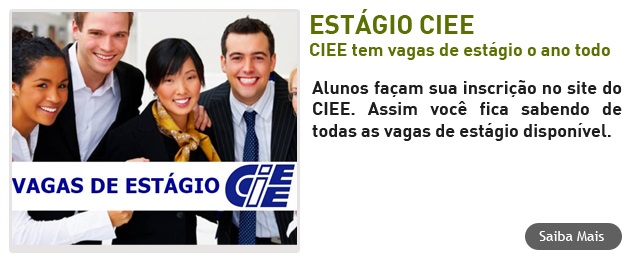 ESTÁGIO CIEE
CIEE tem vagas de estágio o ano todo
Alunos façam sua inscrição no site do
CIEE. Assim você fica sabendo de
todas as vagas de estágio disponível.
VAGAS DE ESTÁGIO CIEE
Saiba Mais